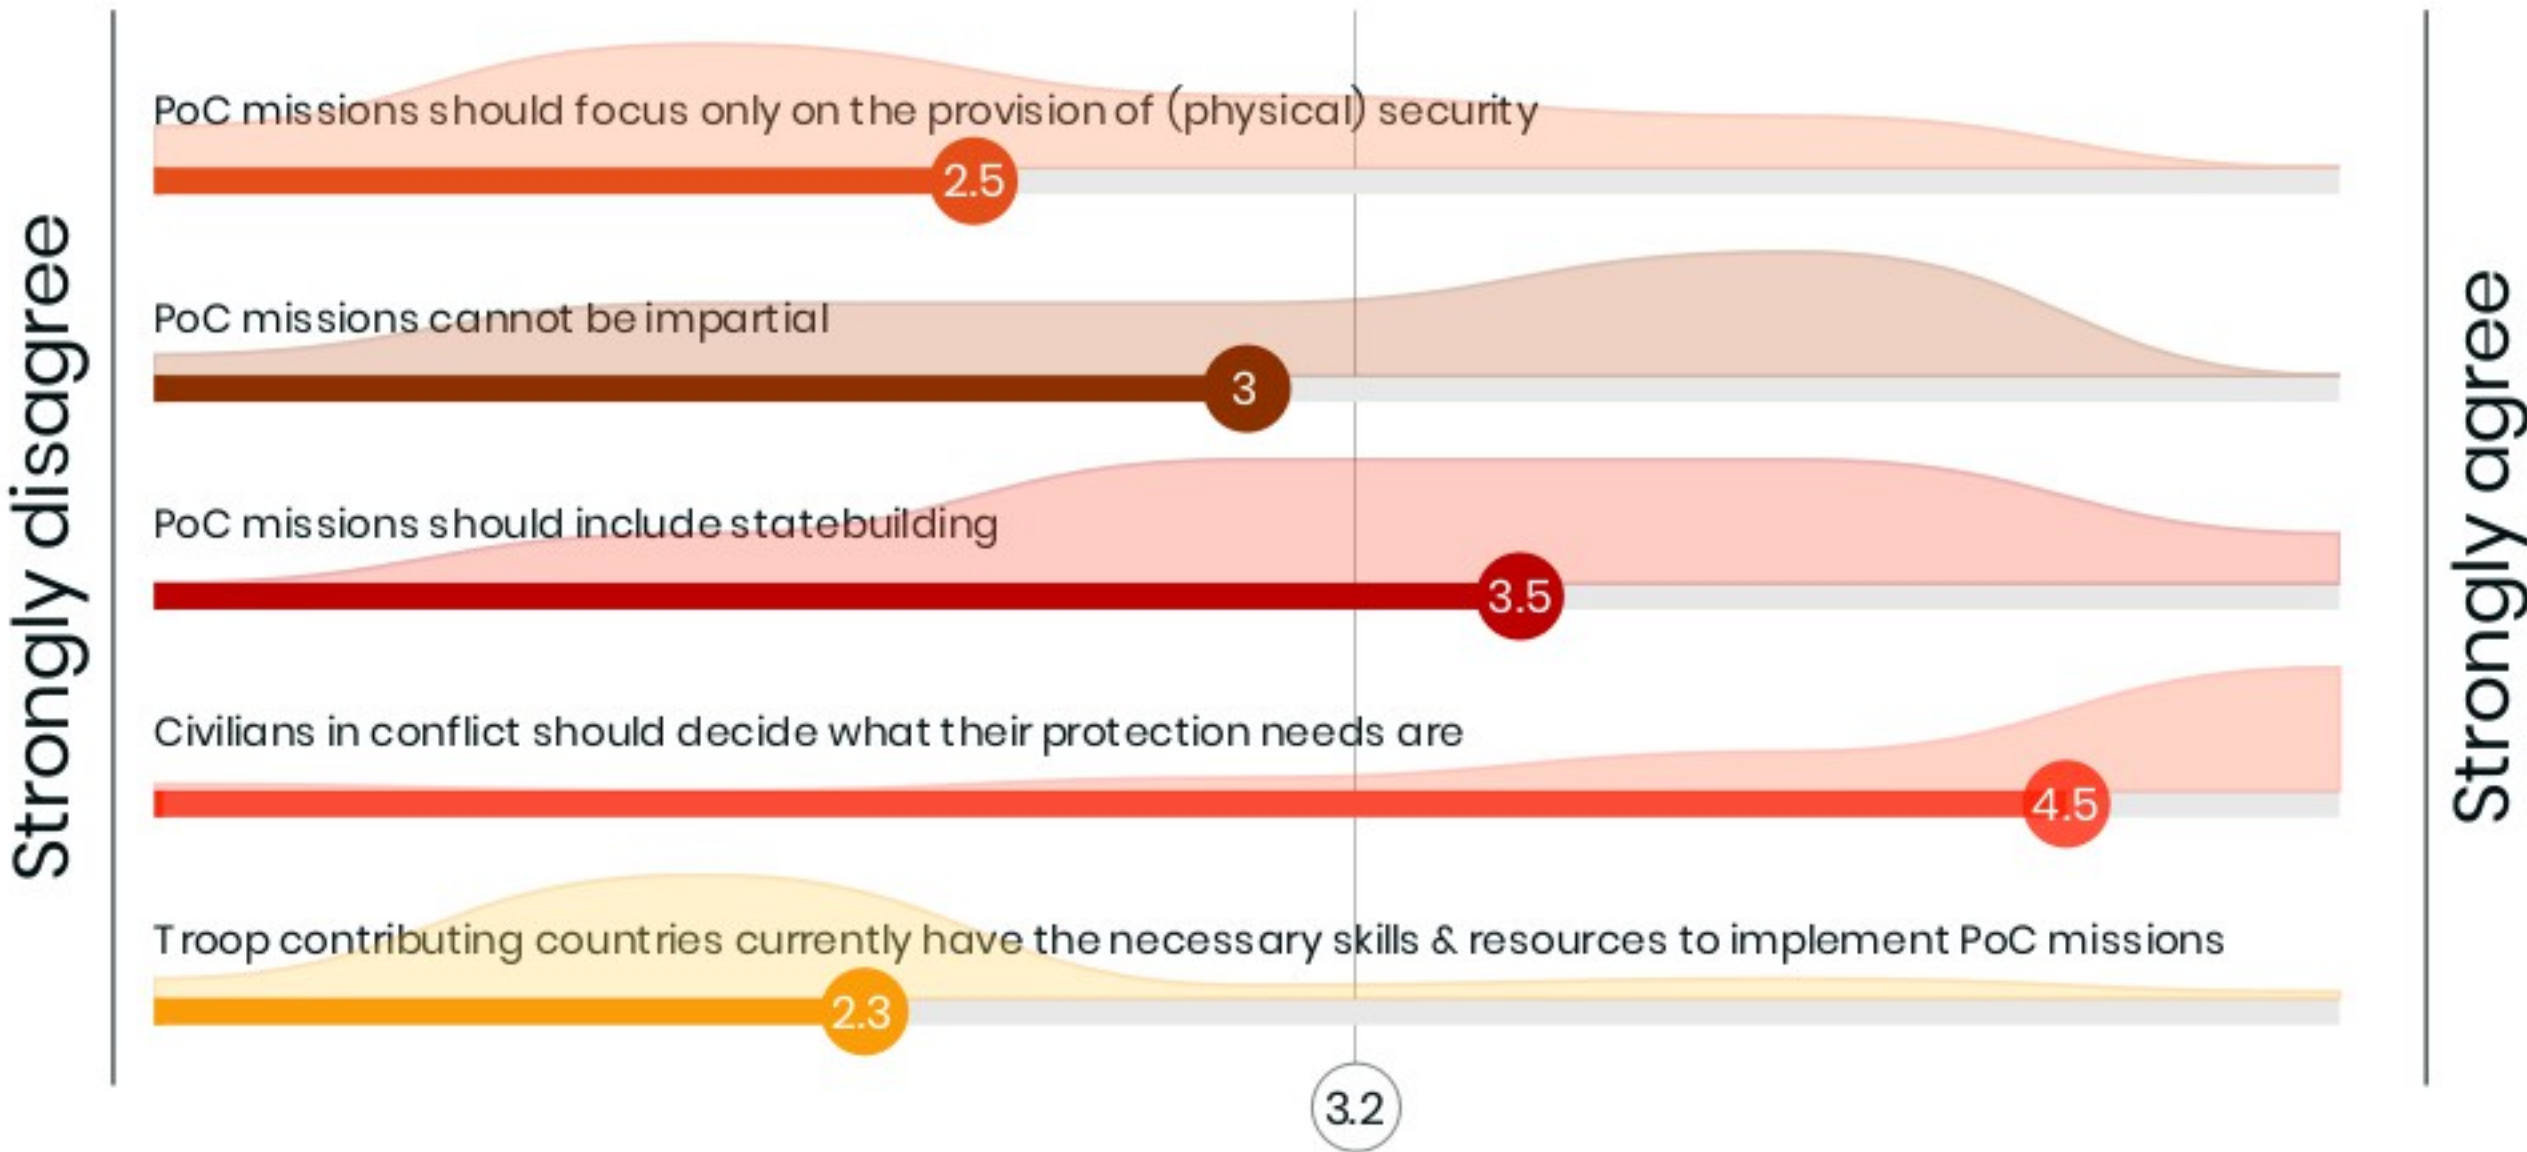 Strongly disagree
PoC missions should focus only on the provision of (physical) security
2.5
PoC missions cannot be impartial
3
PoC missions should include statebuilding
3.5
Civilians in conflict should decide what their protection needs are
4.5
Troop contributing countries currently have the necessary skills & resources to implement PoC missions
2.3
3.2
Strongly agree